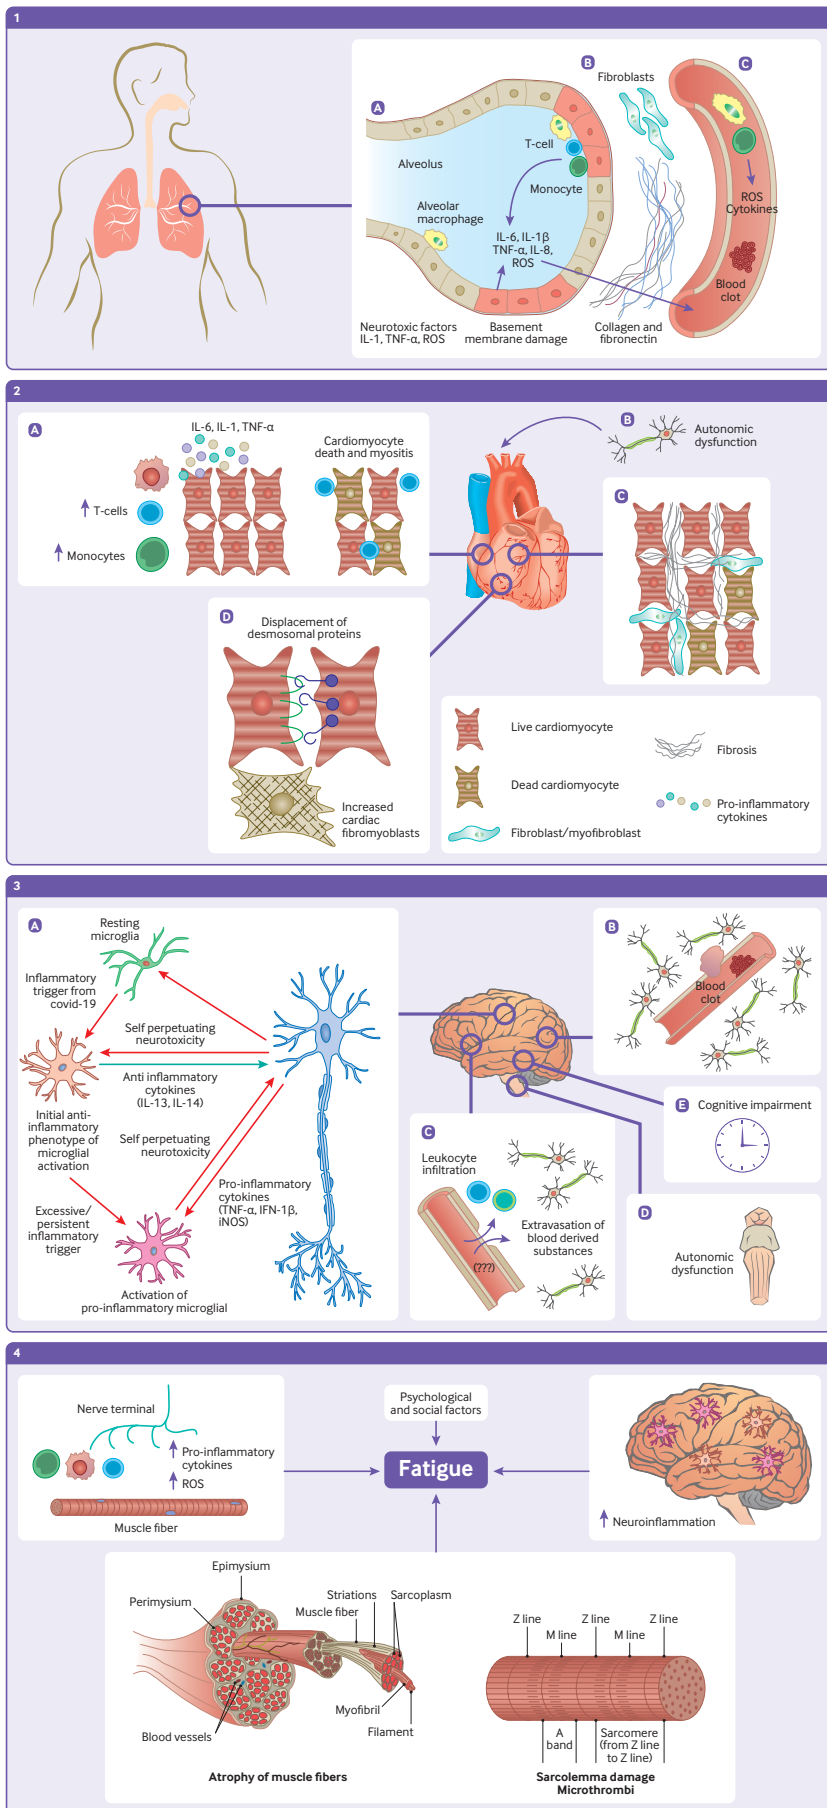 1
A
B
C
Fibroblasts
T-cell
Alveolus
Monocyte
Alveolar
macrophage
IL-6, IL-1β
TNF-α, IL-8,
ROS
ROS
Cytokines
Blood
clot
Neurotoxic factors
IL-1, TNF-α, ROS
Basement
membrane damage
Collagen and
fibronectin
2
A
IL-6, IL-1, TNF-α
Cardiomyocyte
death and myositis
T-cells
Monocytes
B
Autonomic
dysfunction
C
D
Displacement of
desmosomal proteins
Increased
cardiac
fibromyoblasts
Live cardiomyocyte
Fibrosis
Dead cardiomyocyte
Pro-inflammatory
cytokines
Fibroblast/myofibroblast
3
A
Resting
microglia
Inflammatory
trigger from
covid-19
Self perpetuating
neurotoxicity
Anti inflammatory
cytokines
(IL-13, IL-14)
Initial anti-
inflammatory
phenotype of
microglial
activation
Self perpetuating
neurotoxicity
Pro-inflammatory
cytokines
(TNF-α, IFN-1β,
iNOS)
Excessive/
persistent
inflammatory
trigger
Activation of
pro-inflammatory microglial
B
Blood
clot
E
Cognitive impairment
C
Leukocyte
infiltration
Extravasation of
blood derived
substances
(???)
D
Autonomic
dysfunction
4
Nerve terminal
Pro-inflammatory
cytokines
ROS
Muscle fiber
Psychological
and social factors
Fatigue
Neuroinflammation
Epimysium
Perimysium
Striations
Sarcoplasm
Muscle fiber
Myofibril
Filament
Blood vessels
Atrophy of muscle fibers
Z line
Z line
Z line
M line
M line
A
band
Sarcomere
(from Z line
to Z line)
Sarcolemma damage
Microthrombi